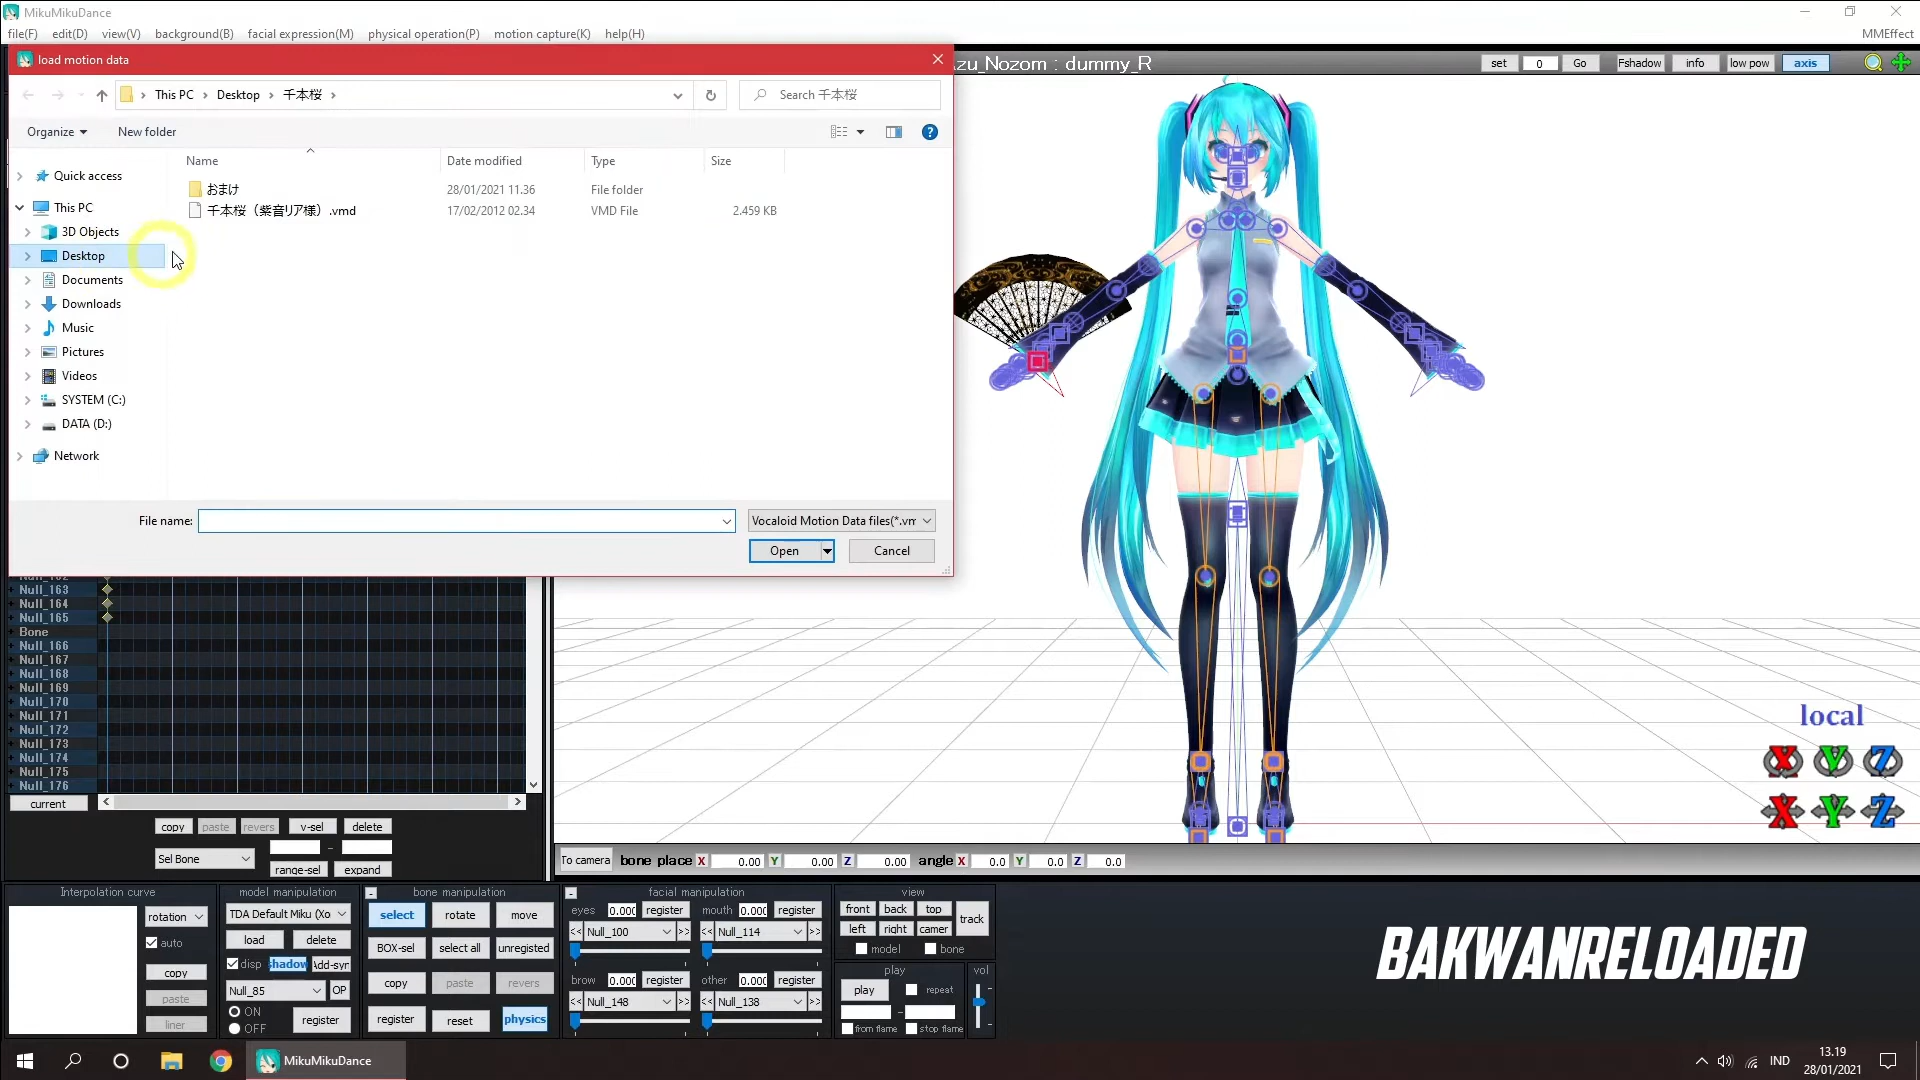 MikuMikuDance
file(F) edit(D) view(V) background(B) facial expression(M) physical operation(P) motion capture(K) help(H) MMEffect
load motion data
zu_Nozom : dummy_R
set 0 Go Fshadow info low pow axis
This PC Desktop 千本桜
Search 千本桜
Organize New folder
Name Date modified Type Size
Quick access
おまけ 28/01/2021 11.36 File folder
This PC
千本桜（紫音リア様）.vmd 17/02/2012 02.34 VMD File 2.459 KB
3D Objects
Desktop
Documents
Downloads
Music
Pictures
Videos
SYSTEM (C:)
DATA (D:)
Network
File name: Vocaloid Motion Data files(*.vm
Open Cancel
Null_163
Null_164
Null_165
Bone
Null_166
Null_167
Null_168
Null_169
Null_170
Null_171
Null_172
Null_173
Null_174
Null_175
Null_176
local
X Y Z
X Y Z
current
copy paste revers v-sel delete
Sel Bone -
range-sel expand
To camera bone place X 0.00 Y 0.00 Z 0.00 angle X 0.0 Y 0.0 Z 0.0
Interpolation curve
rotation
auto
copy
paste
liner
model manipulation
TDA Default Miku (Xo
load delete
disp shadow Add-syn
Null_85 OP
ON
OFF
register
- bone manipulation
select rotate move
BOX-sel select all unregisted
copy paste revers
register reset physics
- facial manipulation
eyes 0.000 register mouth 0.000 register
<< Null_100 >> << Null_114 >>
brow 0.000 register other 0.000 register
<< Null_148 >> << Null_138 >>
view
front back top
left right camer
track
model bone
play
play repeat
-
from flame stop flame
vol
BAKWANRELOADED
MikuMikuDance
IND
13.19
28/01/2021